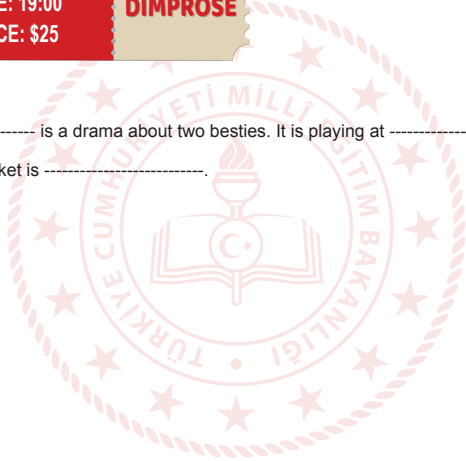 E: 19:00
CE: $25
DIMPROSE
------ is a drama about two besties. It is playing at -------------
ket is ---------------------------.
TÜRKİYE CUMHURİYETİ MİLLÎ EĞİTİM BAKANLIĞI